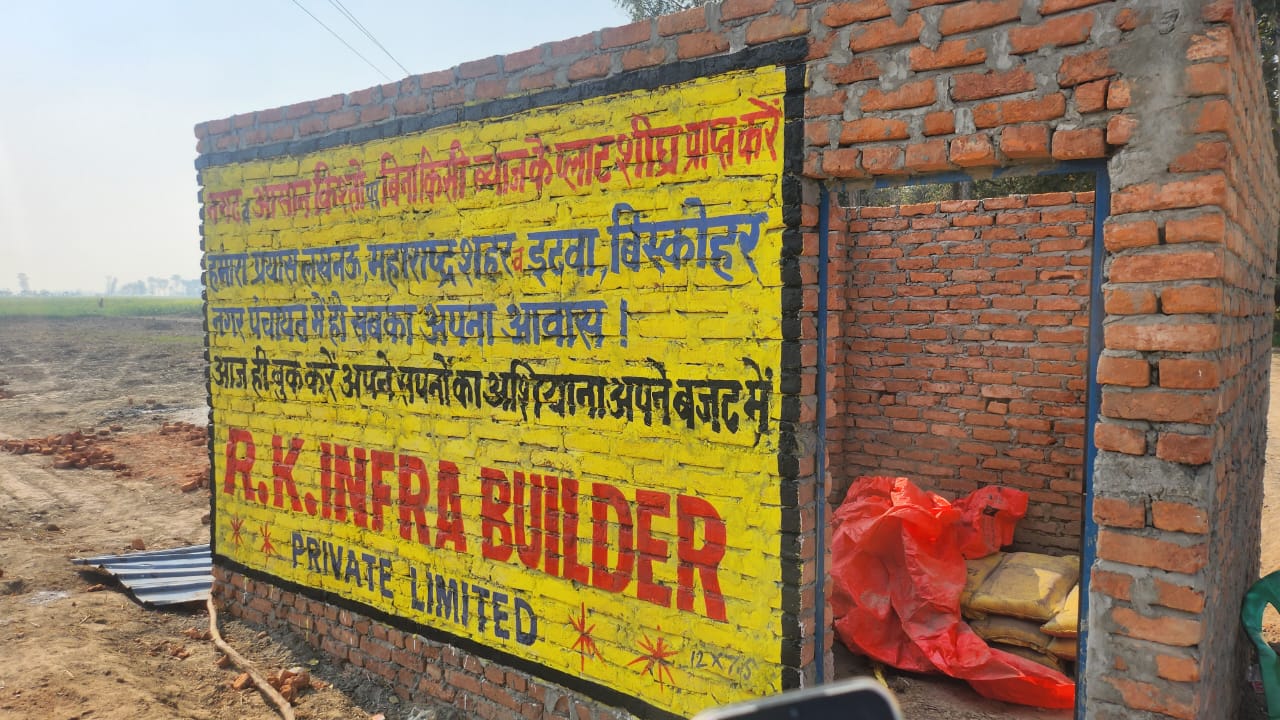 नगद व आसान किश्तों पर बिना किसी ब्याज के प्लाट शीघ्र प्राप्त करें
हमारा प्रयास लखनऊ, महाराष्ट्र शहर व इटवा, बिस्कोहर
नगर पंचायत में हो सबका अपना आवास।
आज ही बुक करें अपने सपनों का आशियाना अपने बजट में
R.K. INFRA BUILDER
PRIVATE LIMITED
12×7.5